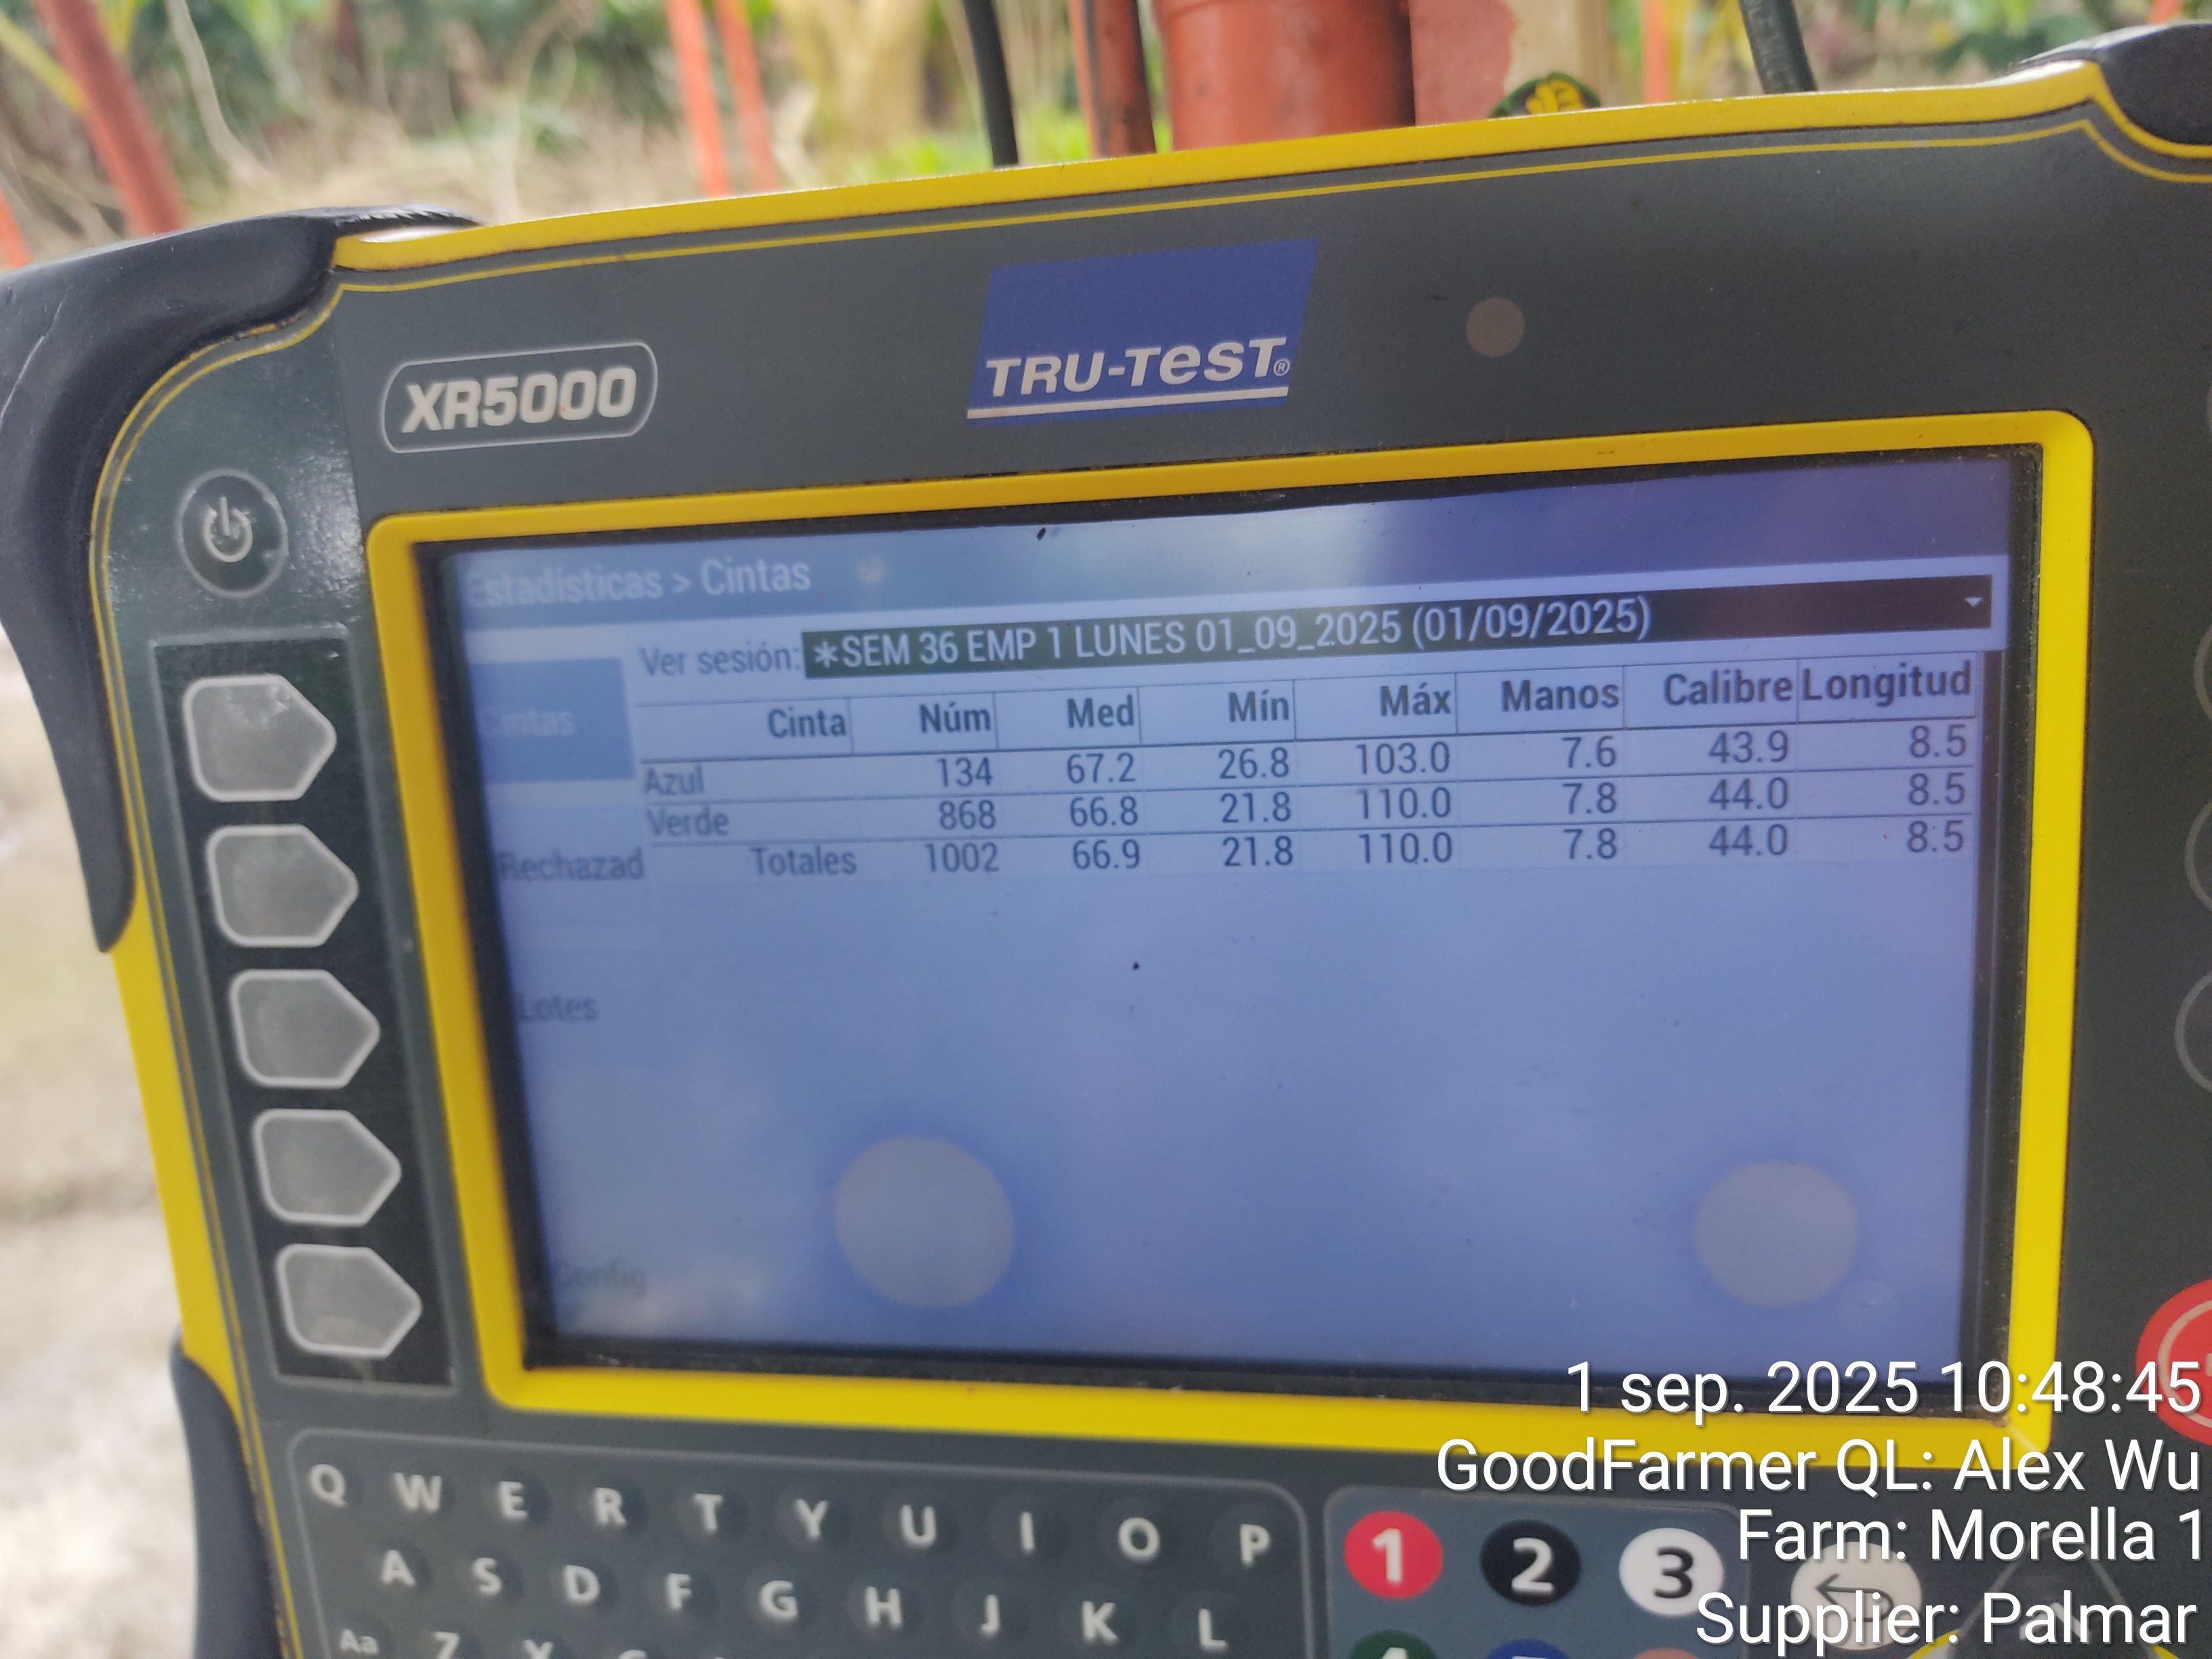 XR5000
TRU-TEST®
Estadísticas > Cintas
Ver sesión: *SEM 36 EMP 1 LUNES 01_09_2025 (01/09/2025)
Cintas
Cinta Núm Med Mín Máx Manos Calibre Longitud
Azul 134 67.2 26.8 103.0 7.6 43.9 8.5
Verde 868 66.8 21.8 110.0 7.8 44.0 8.5
Totales 1002 66.9 21.8 110.0 7.8 44.0 8.5
Rechazad
Lotes
Config
Q W E R T Y U I O P
A S D F G H J K L
Aa Z
1 2 3
1 sep. 2025 10:48:45
GoodFarmer QL: Alex Wu
Farm: Morella 1
Supplier: Palmar